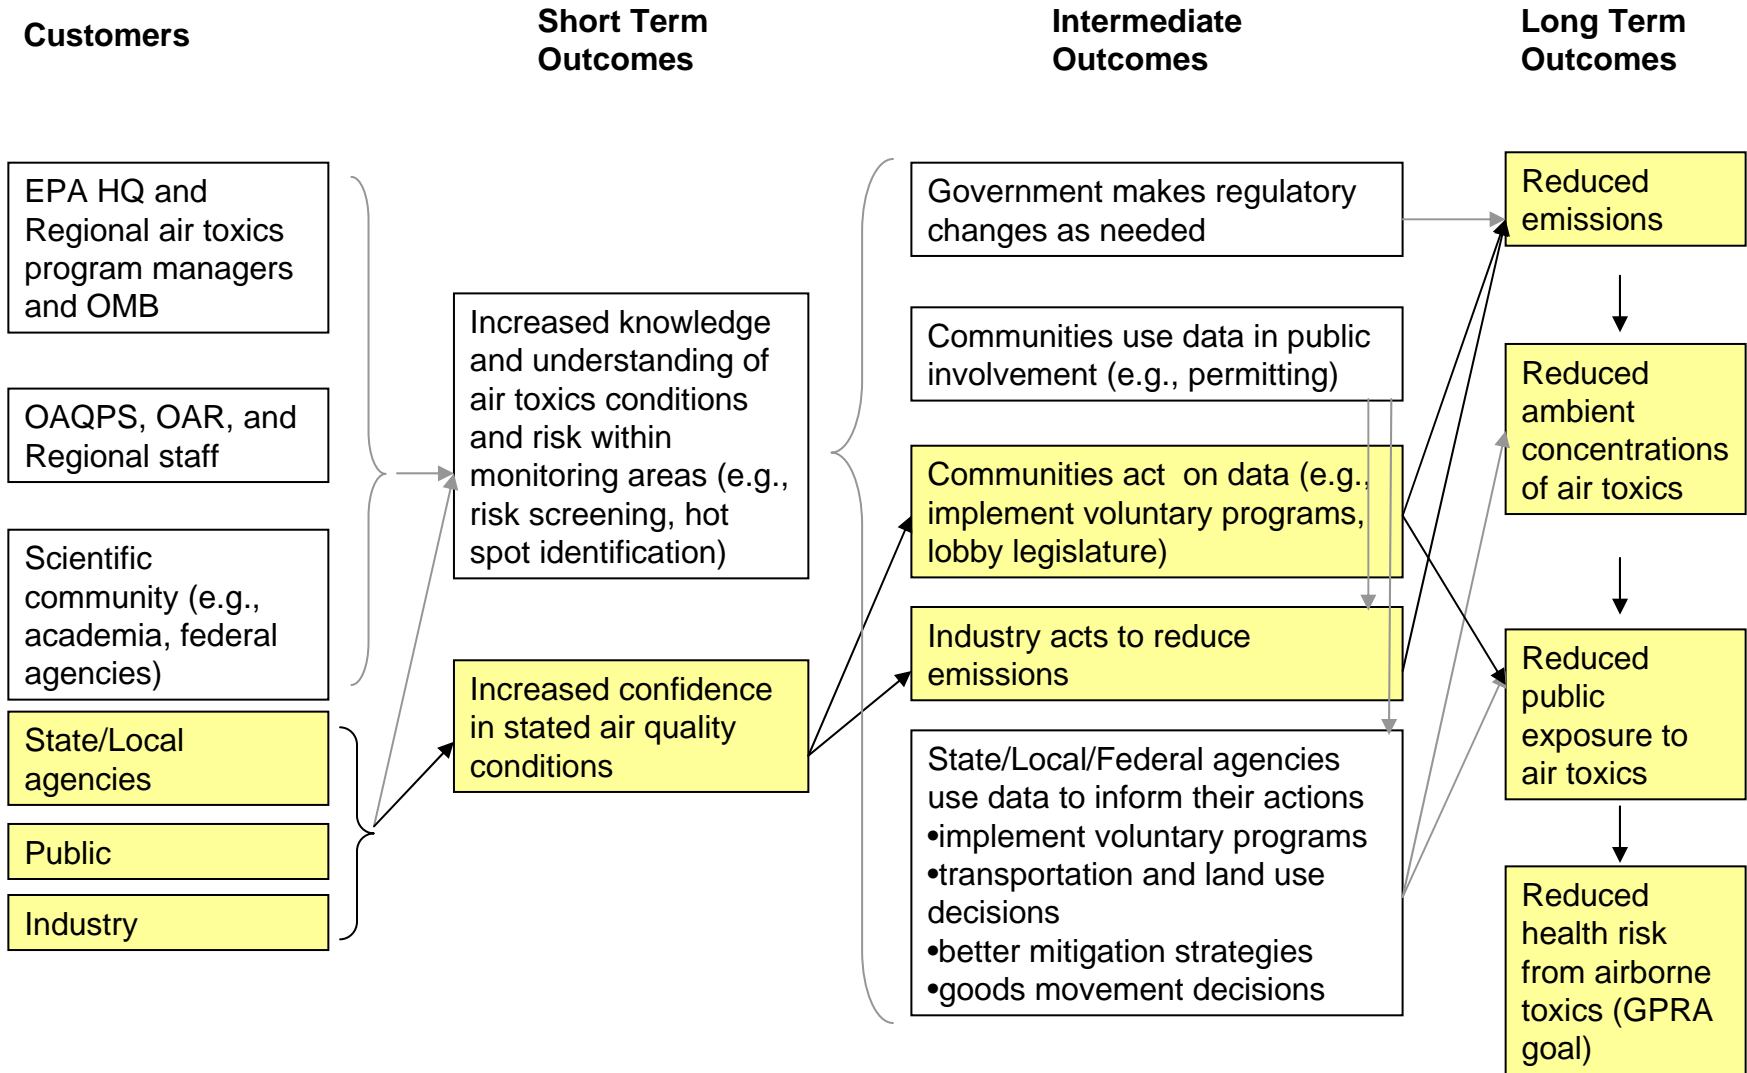 Customers
Short Term
Outcomes
Intermediate
Outcomes
Long Term
Outcomes
EPA HQ and
Regional air toxics
program managers
and OMB
OAQPS, OAR, and
Regional staff
Scientific
community (e.g.,
academia, federal
agencies)
State/Local
agencies
Public
Industry
Increased knowledge
and understanding of
air toxics conditions
and risk within
monitoring areas (e.g.,
risk screening, hot
spot identification)
Increased confidence
in stated air quality
conditions
Government makes regulatory
changes as needed
Communities use data in public
involvement (e.g., permitting)
Communities act  on data (e.g.,
implement voluntary programs,
lobby legislature)
Industry acts to reduce
emissions
State/Local/Federal agencies
use data to inform their actions
•implement voluntary programs
•transportation and land use
decisions
•better mitigation strategies
•goods movement decisions
Reduced
emissions
Reduced
ambient
concentrations
of air toxics
Reduced
public
exposure to
air toxics
Reduced
health risk
from airborne
toxics (GPRA
goal)